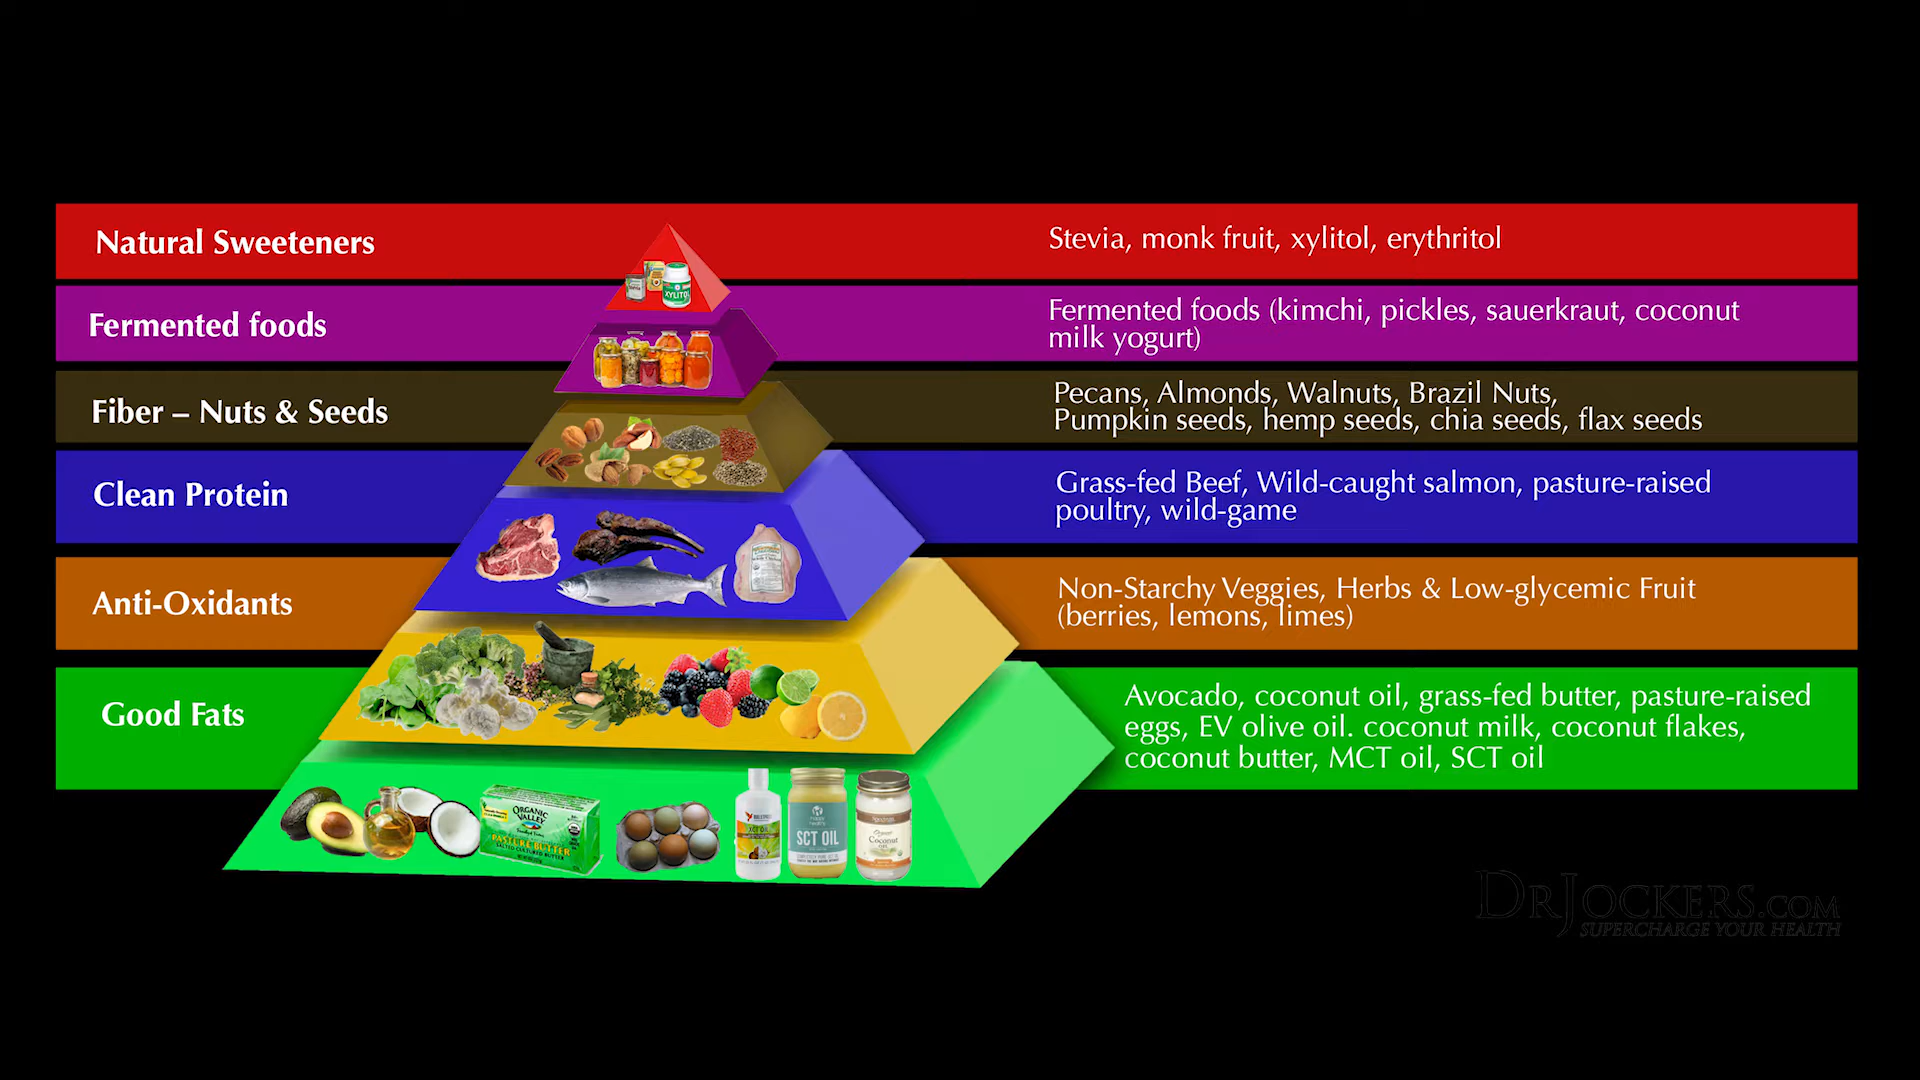 Natural Sweeteners
Stevia, monk fruit, xylitol, erythritol
XYLITOL
Fermented foods
Fermented foods (kimchi, pickles, sauerkraut, coconut
milk yogurt)
Fiber – Nuts & Seeds
Pecans, Almonds, Walnuts, Brazil Nuts,
Pumpkin seeds, hemp seeds, chia seeds, flax seeds
Clean Protein
Grass-fed Beef, Wild-caught salmon, pasture-raised
poultry, wild-game
Anti-Oxidants
Non-Starchy Veggies, Herbs & Low-glycemic Fruit
(berries, lemons, limes)
Good Fats
Avocado, coconut oil, grass-fed butter, pasture-raised
eggs, EV olive oil. coconut milk, coconut flakes,
coconut butter, MCT oil, SCT oil
ORGANIC
VALLEY
PASTURE BUTTER
SALTED CULTURED BUTTER
SCT OIL
Organic
Coconut
DRJOCKERS.COM
SUPERCHARGE YOUR HEALTH